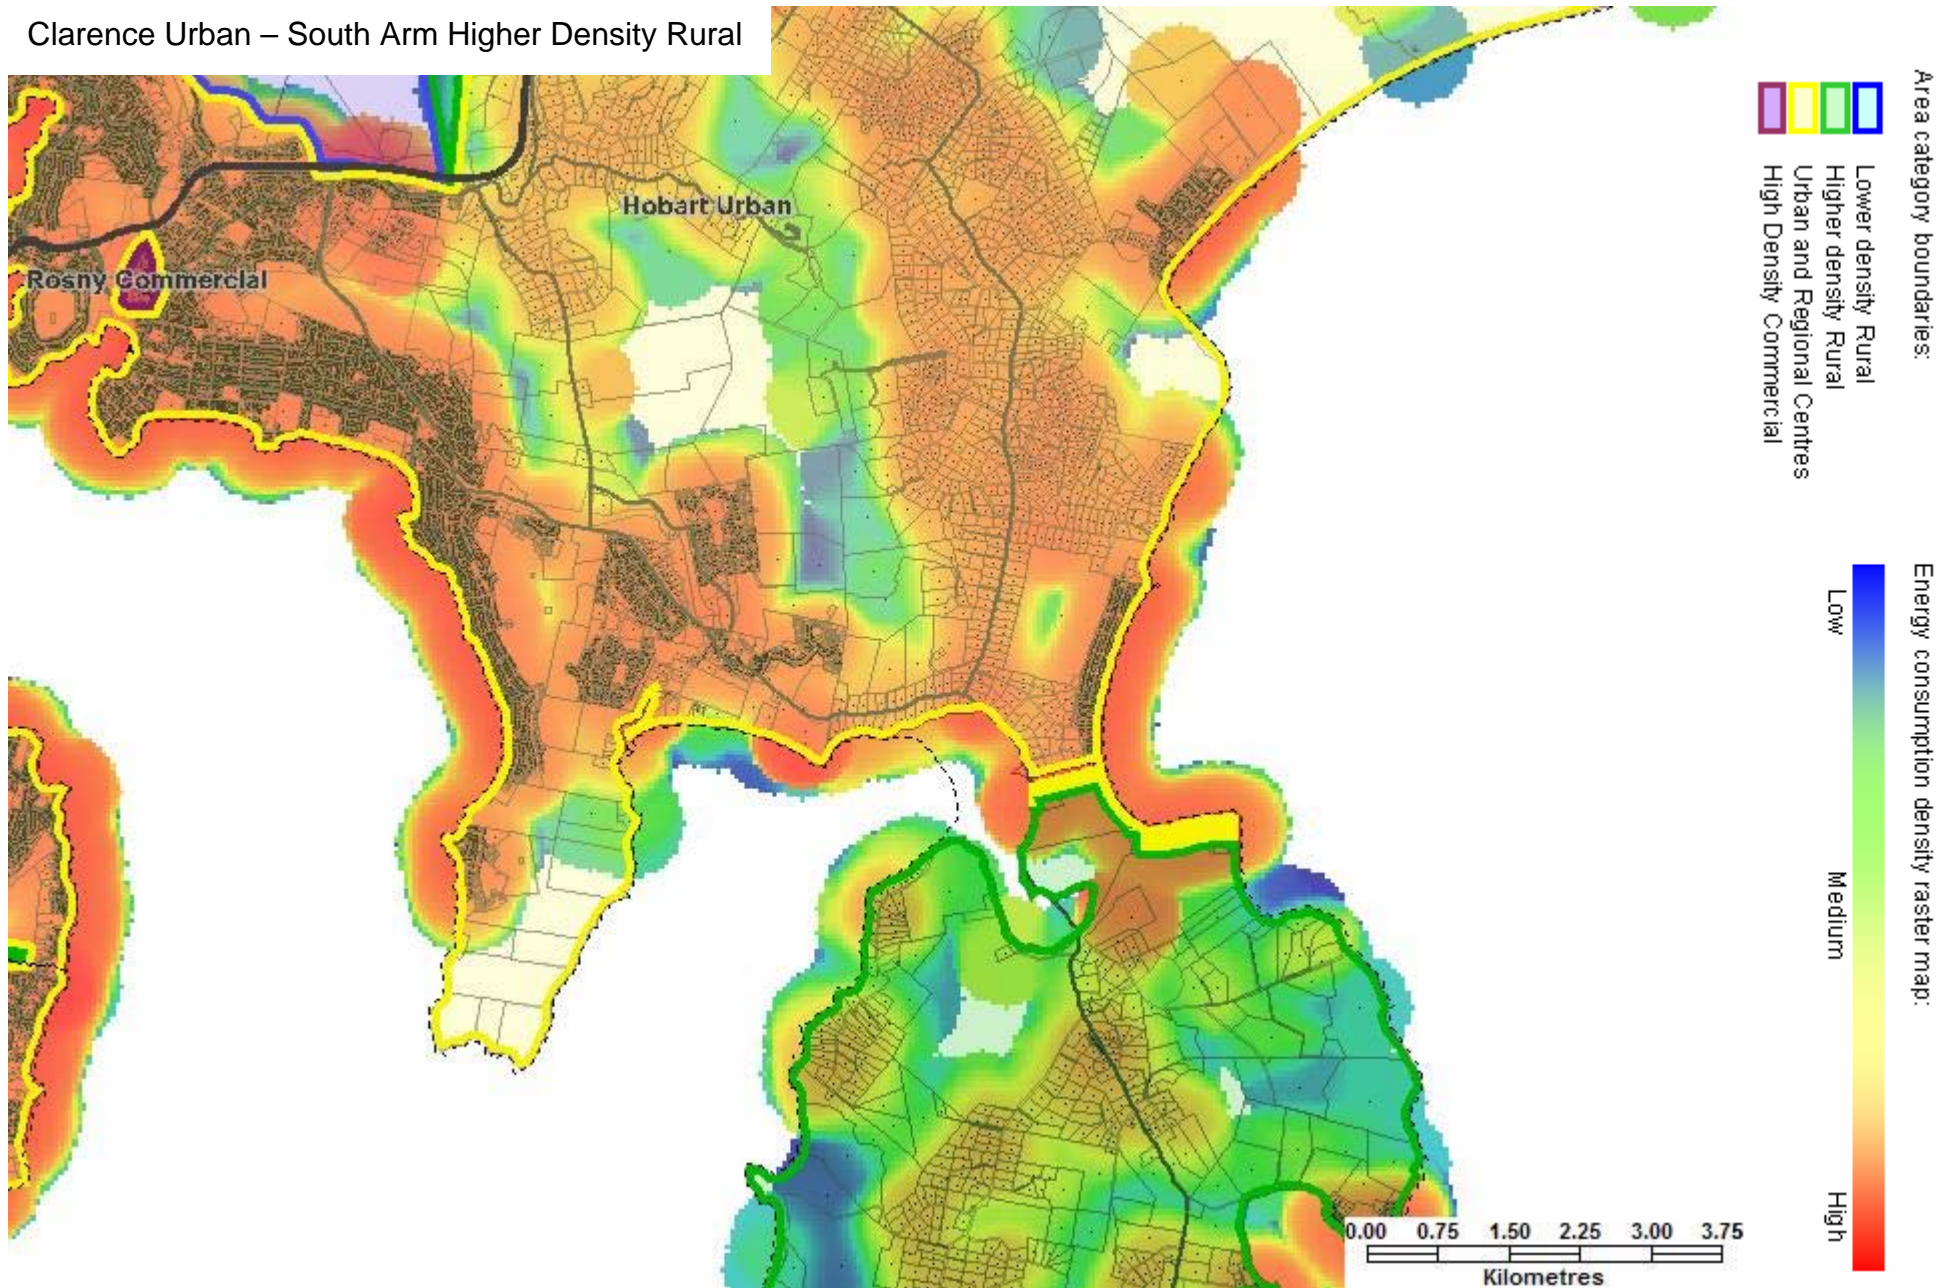 Clarence Urban – South Arm Higher Density Rural
Hobart Urban
Rosny Commercial
Area category boundaries:
Lower density Rural
Higher density Rural
Urban and Regional Centres
High Density Commercial
Energy consumption density raster map:
Low
Medium
High
0.00 0.75 1.50 2.25 3.00 3.75
Kilometres